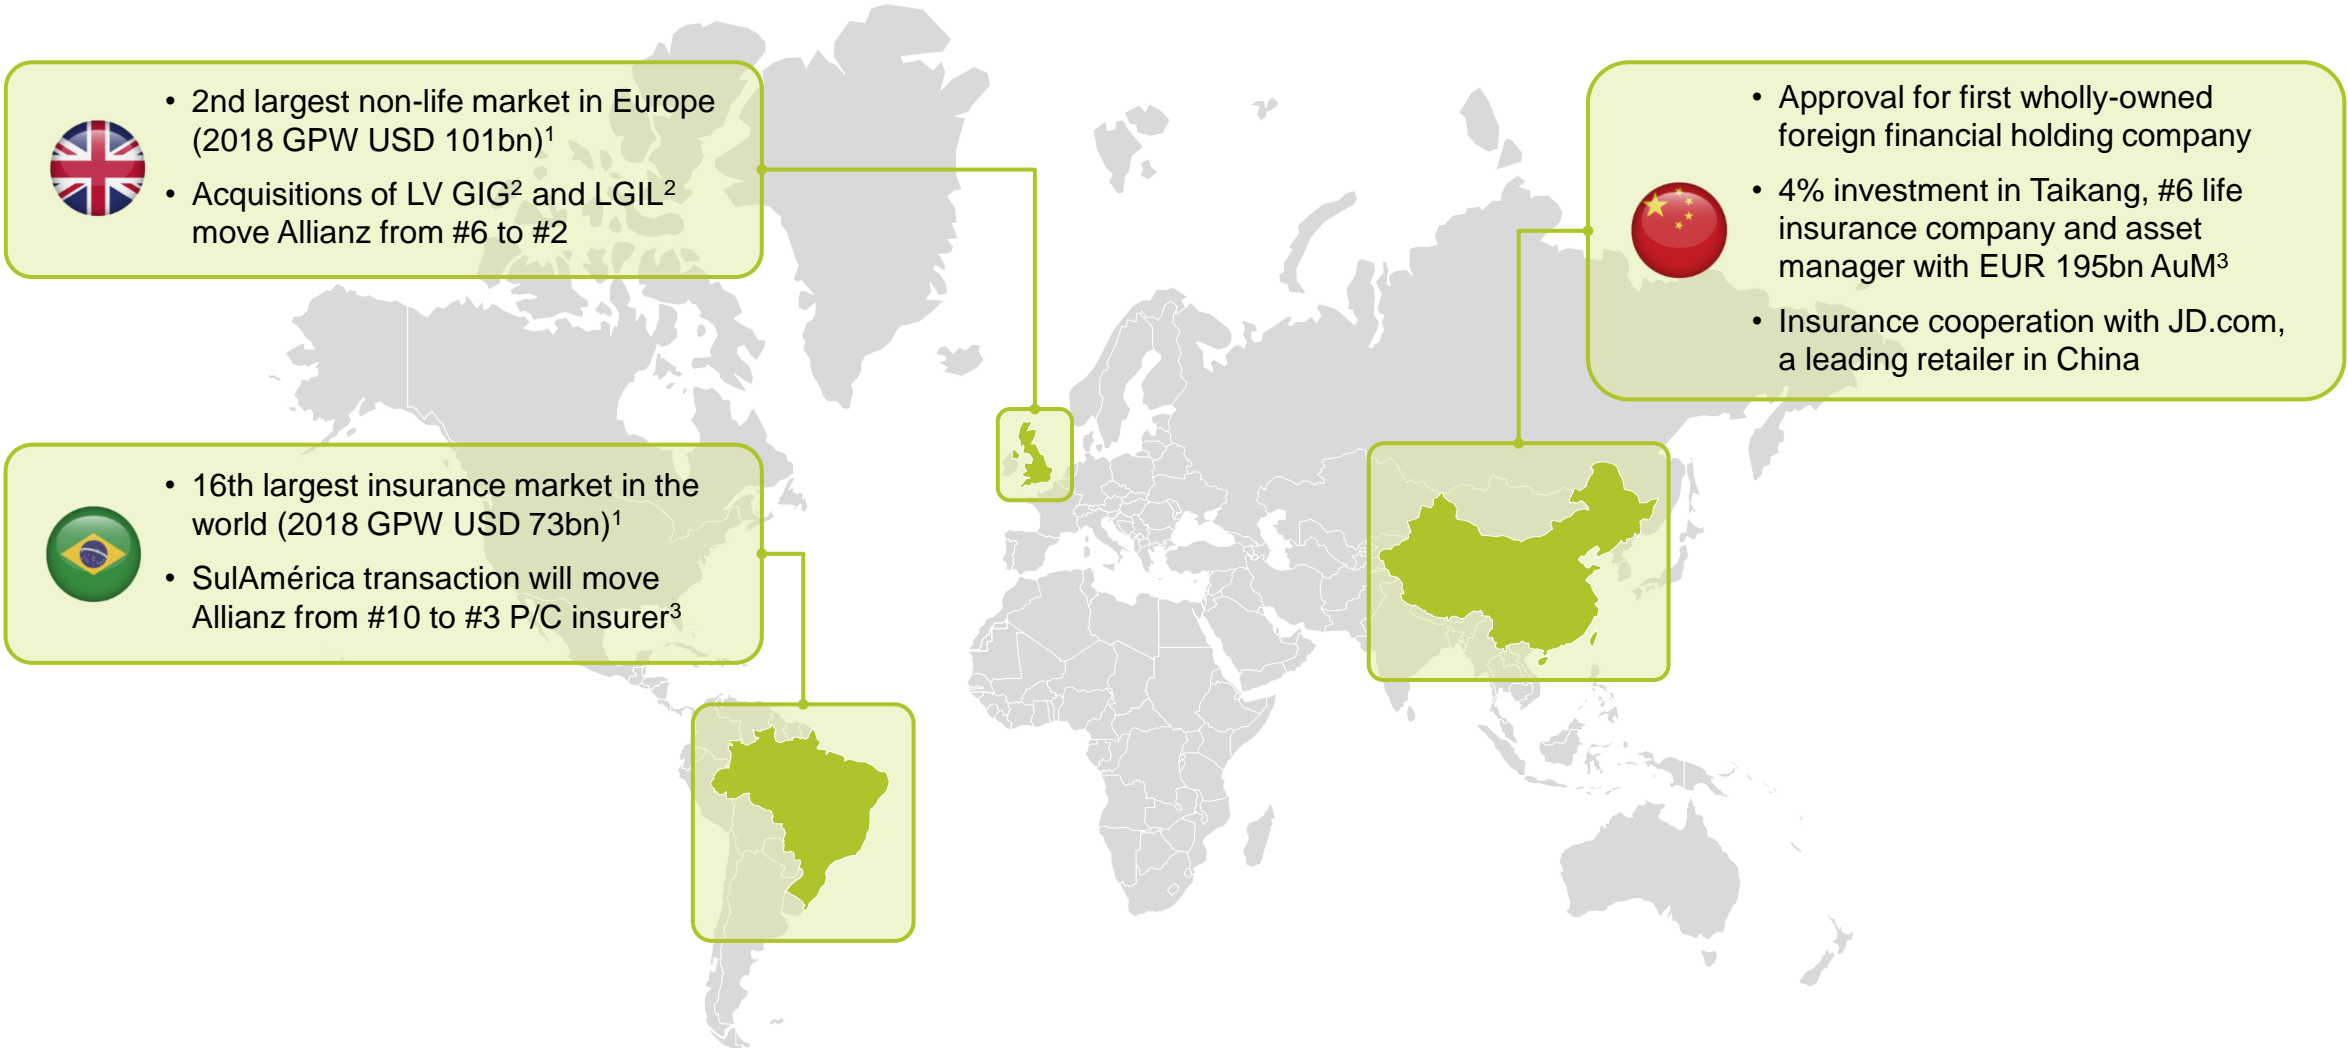 • 2nd largest non-life market in Europe
(2018 GPW USD 101bn)¹
• Acquisitions of LV GIG² and LGIL²
move Allianz from #6 to #2
• 16th largest insurance market in the
world (2018 GPW USD 73bn)¹
• SulAmérica transaction will move
Allianz from #10 to #3 P/C insurer³
• Approval for first wholly-owned
foreign financial holding company
• 4% investment in Taikang, #6 life
insurance company and asset
manager with EUR 195bn AuM³
• Insurance cooperation with JD.com,
a leading retailer in China